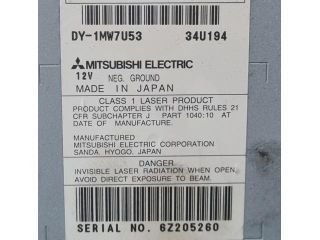 DY-1MW7U53 34U194
MITSUBISHI ELECTRIC
12V NEG. GROUND
MADE IN JAPAN
CLASS 1 LASER PRODUCT
PRODUCT COMPLIES WITH DHHS RULES 21
CFR SUBCHAPTER J PART 1040:10 AT
DATE OF MANUFACTURE.
MANUFACTURED
MITSUBISHI ELECTRIC CORPORATION
SANDA, HYOGO, JAPAN
DANGER
INVISIBLE LASER RADIATION WHEN OPEN.
AVOID DIRECT EXPOSURE TO BEAM.
SERIAL NO. 6Z205260